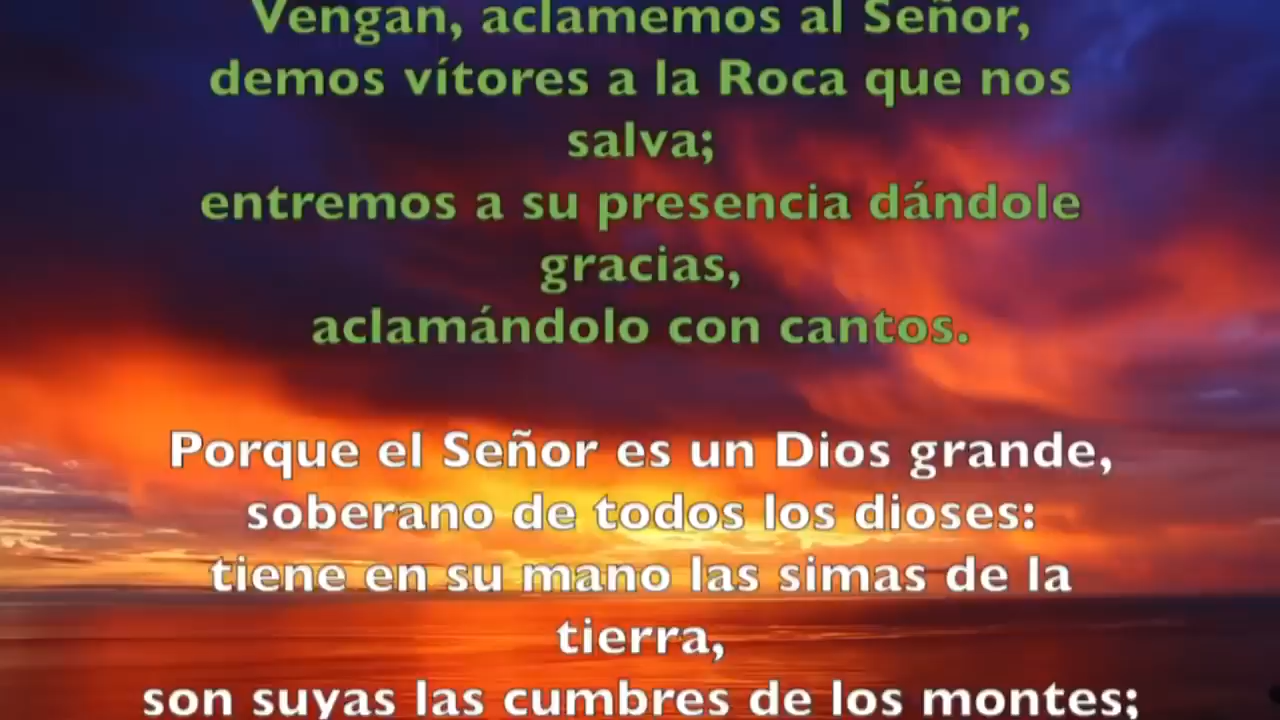 Vengan, aclamemos al Señor,
demos vítores a la Roca que nos
salva;
entremos a su presencia dándole
gracias,
aclamándolo con cantos.
Porque el Señor es un Dios grande,
soberano de todos los dioses:
tiene en su mano las simas de la
tierra,
son suyas las cumbres de los montes;